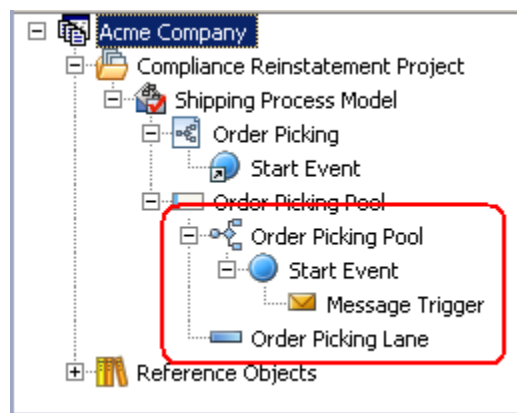 Acme Company
Compliance Reinstatement Project
Shipping Process Model
Order Picking
Start Event
Order Picking Pool
Order Picking Pool
Start Event
Message Trigger
Order Picking Lane
Reference Objects